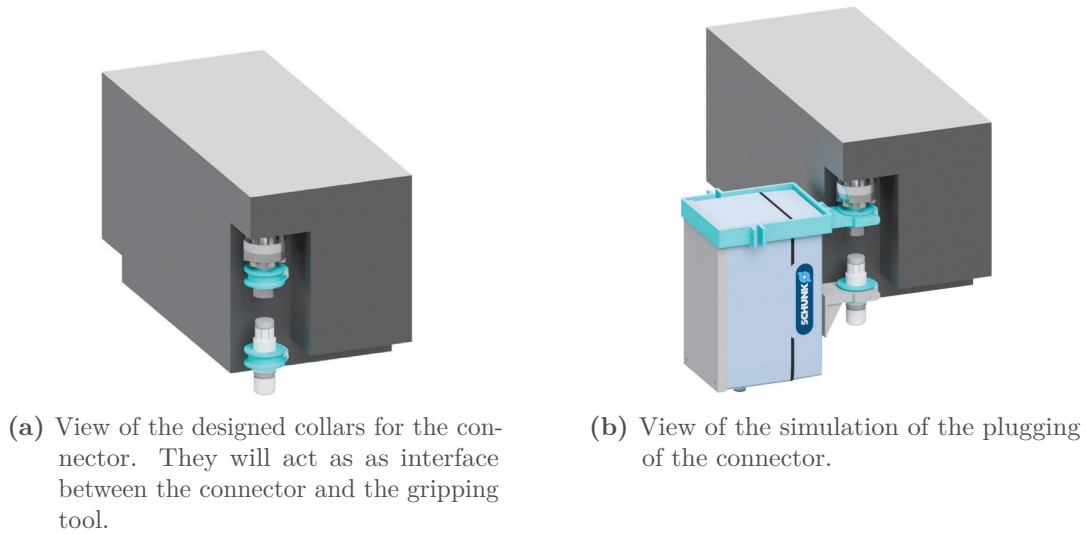 SCHUNK
(a) View of the designed collars for the con-
nector. They will act as as interface
between the connector and the gripping
tool.
(b) View of the simulation of the plugging
of the connector.